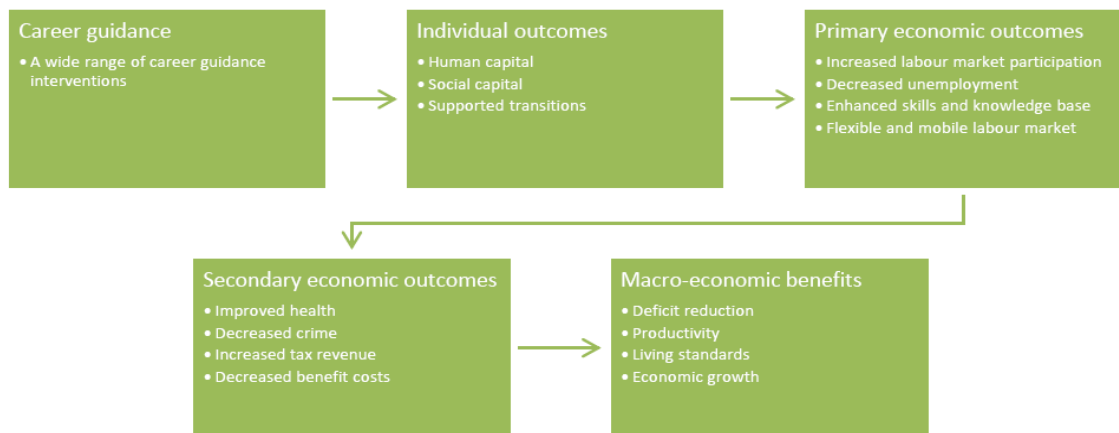 Career guidance
• A wide range of career guidance
interventions
Individual outcomes
• Human capital
• Social capital
• Supported transitions
Primary economic outcomes
• Increased labour market participation
• Decreased unemployment
• Enhanced skills and knowledge base
• Flexible and mobile labour market
Secondary economic outcomes
• Improved health
• Decreased crime
• Increased tax revenue
• Decreased benefit costs
Macro-economic benefits
• Deficit reduction
• Productivity
• Living standards
• Economic growth